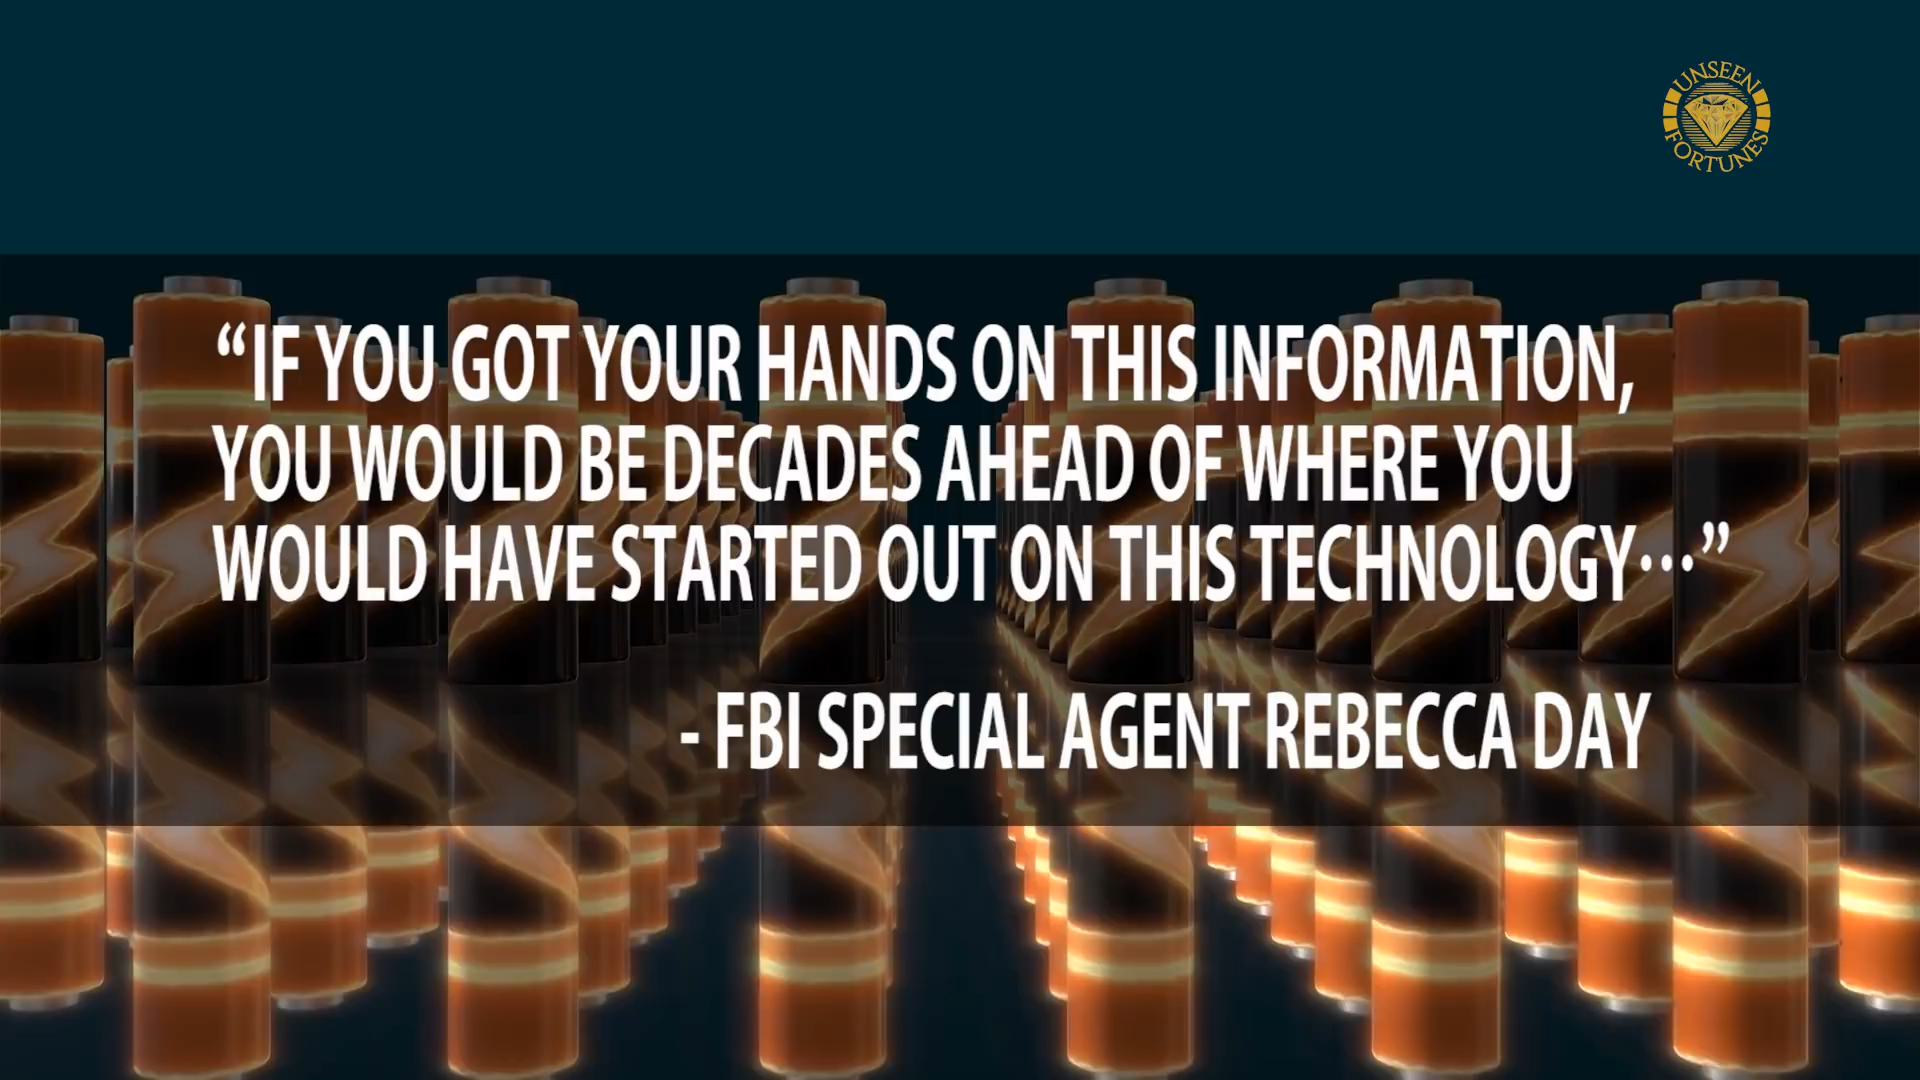 UNSEEN
FORTUNES
“IF YOU GOT YOUR HANDS ON THIS INFORMATION,
YOU WOULD BE DECADES AHEAD OF WHERE YOU
WOULD HAVE STARTED OUT ON THIS TECHNOLOGY…”
- FBI SPECIAL AGENT REBECCA DAY